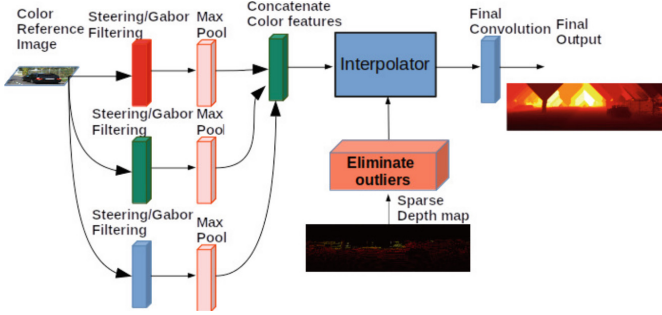 Color
Reference
Image
Steering/Gabor
Filtering
Max
Pool
Concatenate
Color features
Interpolator
Final
Convolution
Final
Output
Steering/Gabor
Filtering
Max
Pool
Eliminate
outliers
Sparse
Depth map
Steering/Gabor
Filtering
Max
Pool